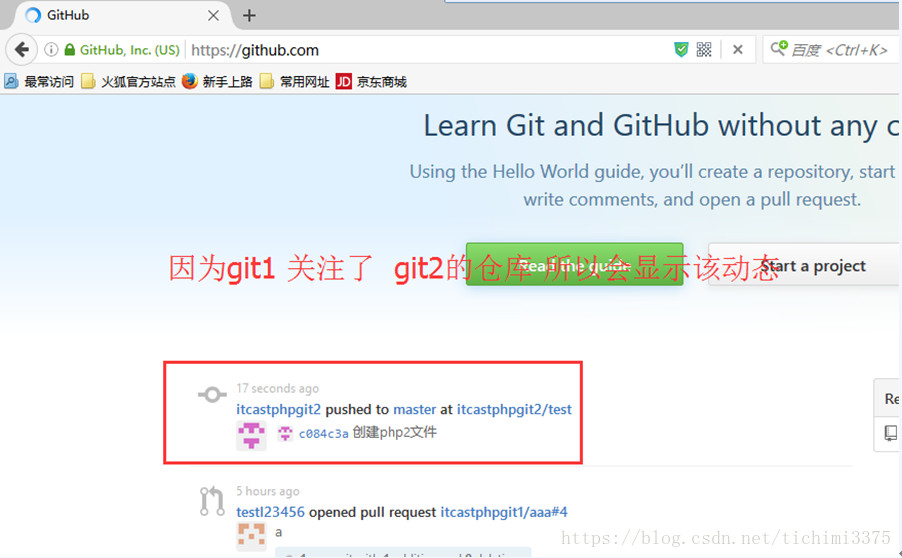 GitHub
GitHub, Inc. (US)
https://github.com
百度 <Ctrl+K>
最常访问
火狐官方站点
新手上路
常用网址
JD
京东商城
Learn Git and GitHub without any c
Using the Hello World guide, you'll create a repository, start
write comments, and open a pull request.
Read the guide
Start a project
因为git1 关注了 git2的仓库 所以会显示该动态
17 seconds ago
itcastphpgit2 pushed to master at itcastphpgit2/test
c084c3a 创建php2文件
Re
5 hours ago
testl23456 opened pull request itcastphpgit1/aaa#4
a
https://blog.csdn.net/tichimi3375